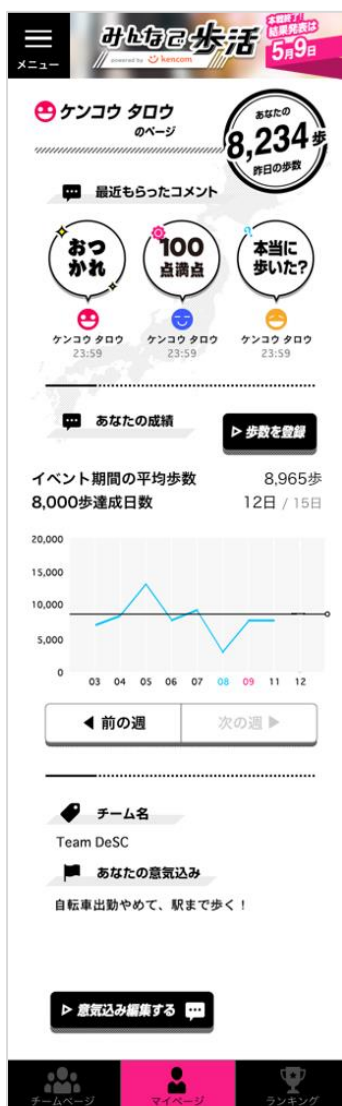 メニュー
みんなで歩活
powered by kencom
本戦終了!
結果発表は
5月9日
ケンコウ タロウ
のページ
あなたの
8,234歩
昨日の歩数
最近もらったコメント
おつ
かれ
100
点満点
本当に
歩いた?
ケンコウ タロウ
23:59
ケンコウ タロウ
23:59
ケンコウ タロウ
23:59
あなたの成績
▷ 歩数を登録
イベント期間の平均歩数 8,965歩
8,000歩達成日数 12日 / 15日
20,000
15,000
10,000
5,000
0
03 04 05 06 07 08 09 11 12
◀ 前の週
次の週 ▶
チーム名
Team DeSC
あなたの意気込み
自転車出勤やめて、駅まで歩く！
▷ 意気込み編集する
チームページ
マイページ
ランキング